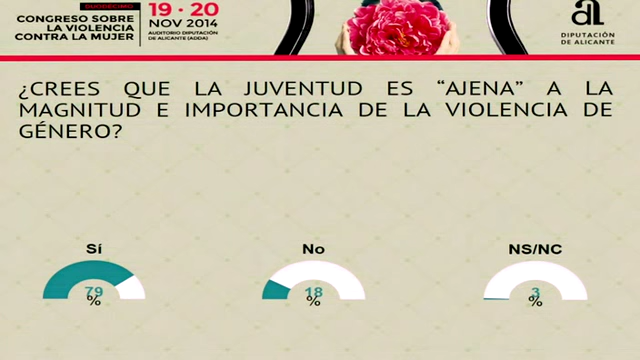 DUODÉCIMO
CONGRESO SOBRE
LA VIOLENCIA
CONTRA LA MUJER
19 · 20
NOV 2014
AUDITORIO DIPUTACIÓN
DE ALICANTE (ADDA)
DIPUTACIÓN
DE ALICANTE
¿CREES QUE LA JUVENTUD ES “AJENA” A LA
MAGNITUD E IMPORTANCIA DE LA VIOLENCIA DE
GÉNERO?
Sí
79
%
No
18
%
NS/NC
3
%